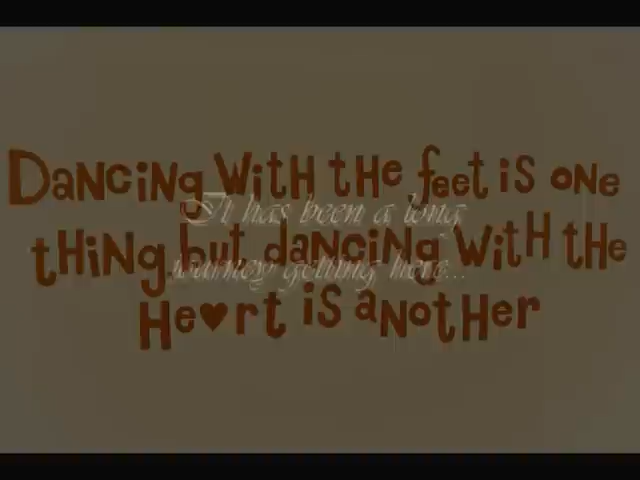 Dancing with the feet is one
It has been a long
thing but dancing with the
journey getting here...
Heart is another